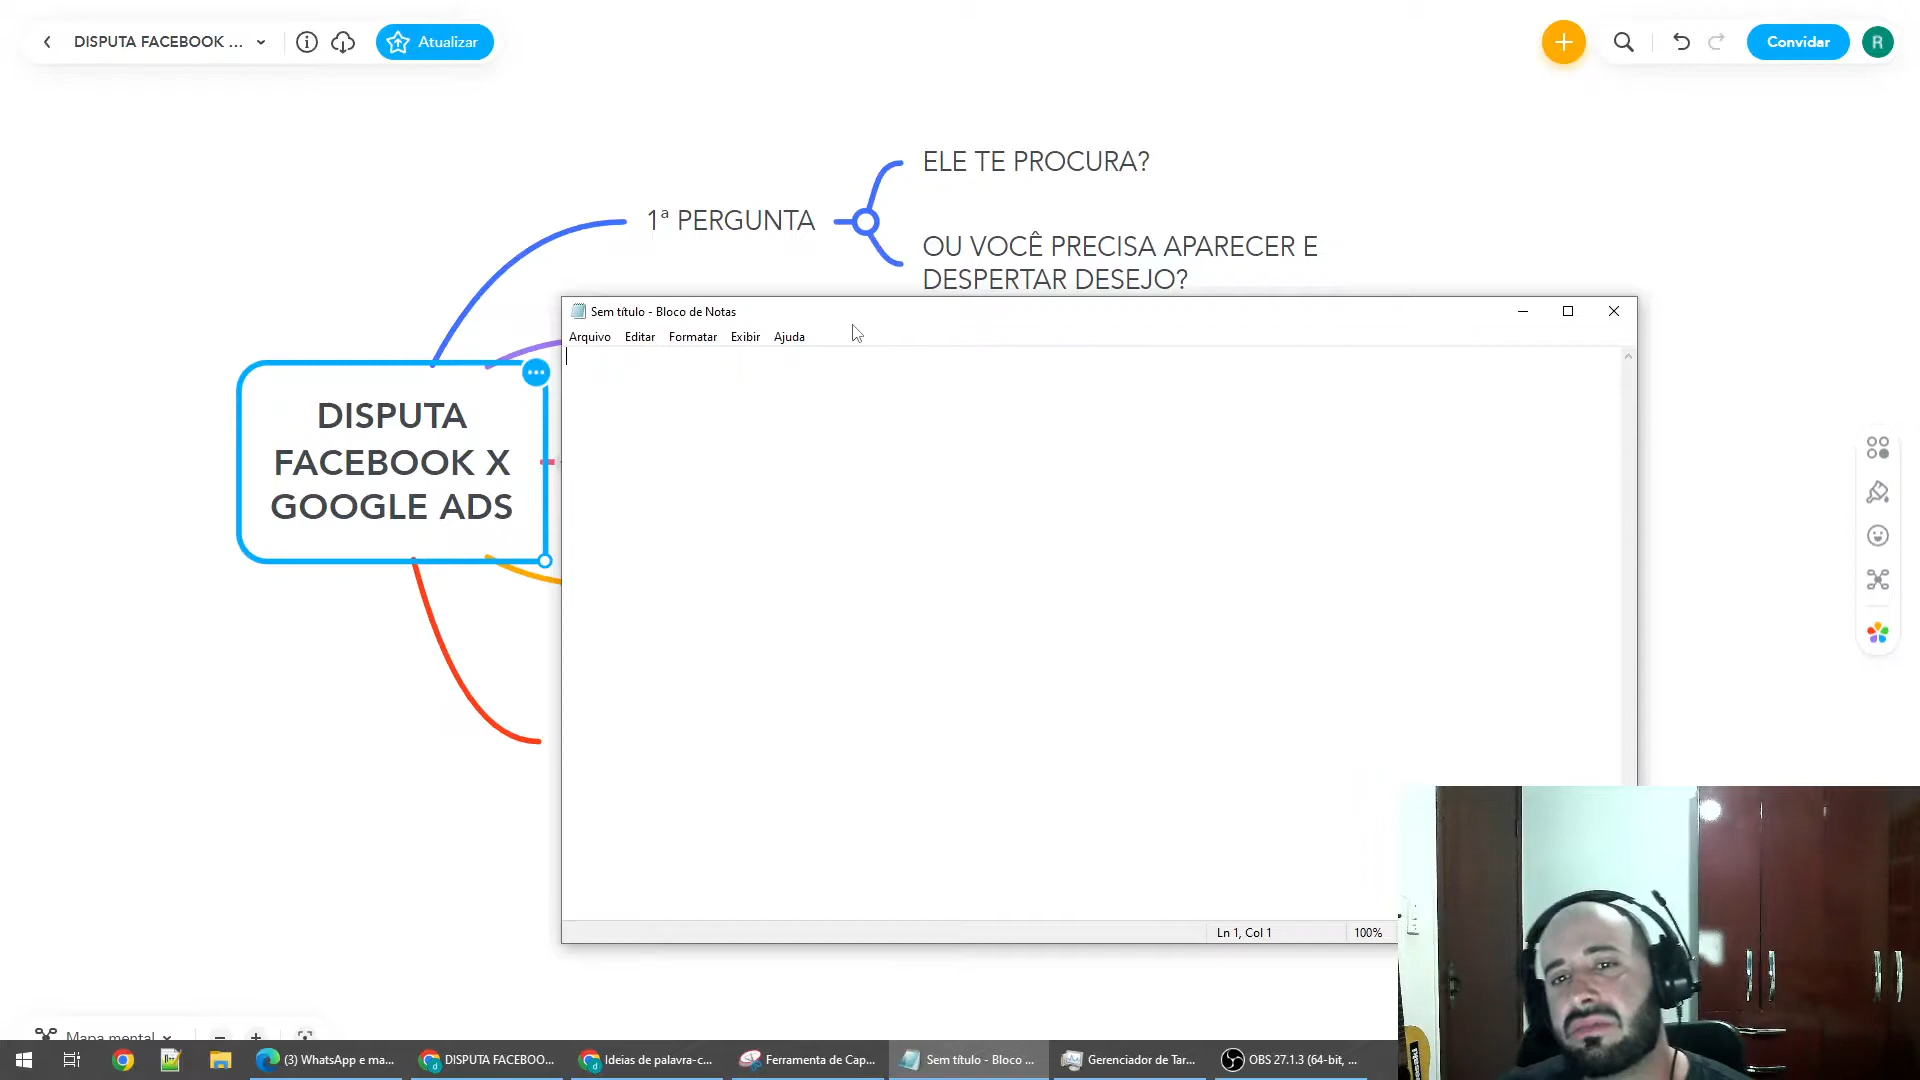 DISPUTA FACEBOOK ...
Atualizar
Convidar
R
ELE TE PROCURA?
1ª PERGUNTA
OU VOCÊ PRECISA APARECER E
DESPERTAR DESEJO?
Sem título - Bloco de Notas
Arquivo Editar Formatar Exibir Ajuda
DISPUTA
FACEBOOK X
GOOGLE ADS
Ln 1, Col 1
100%
Mapa mental
(3) WhatsApp e ma...
DISPUTA FACEBOO...
Ideias de palavra-c...
Ferramenta de Cap...
Sem título - Bloco ...
Gerenciador de Tar...
OBS 27.1.3 (64-bit, ...